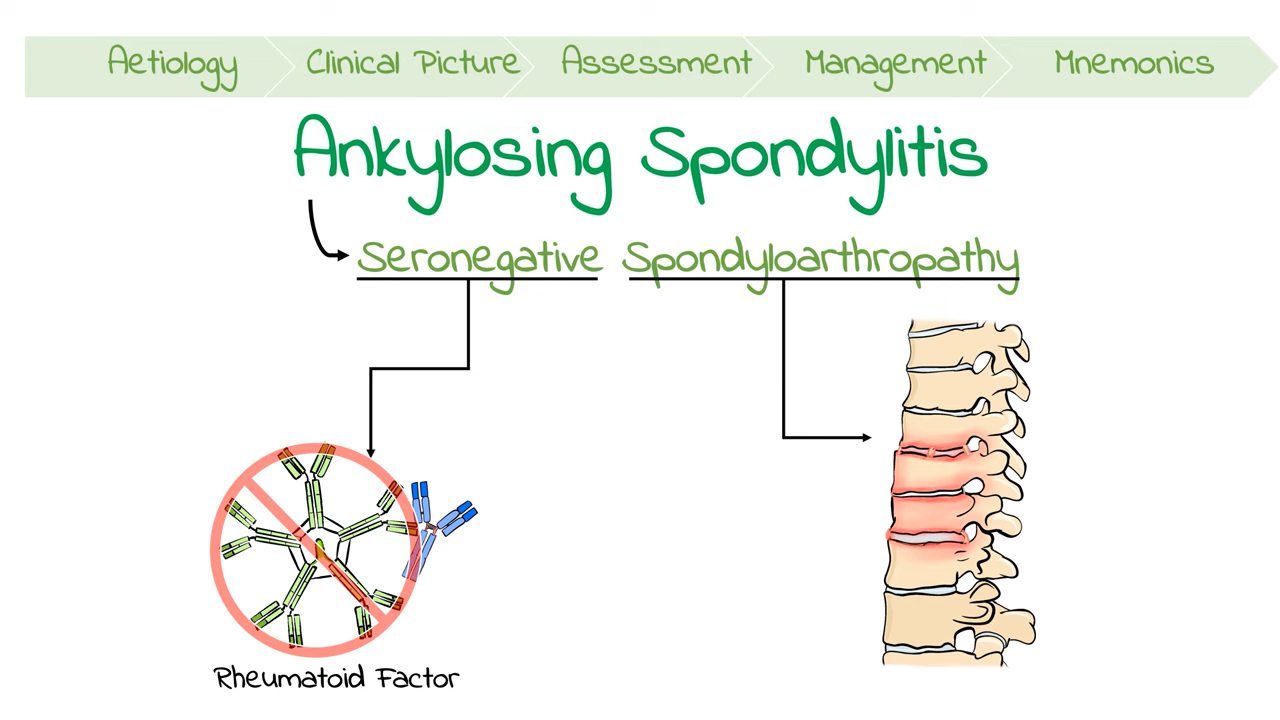 Aetiology Clinical Picture Assessment Management Mnemonics
Ankylosing Spondylitis
Seronegative Spondyloarthropathy
Rheumatoid Factor